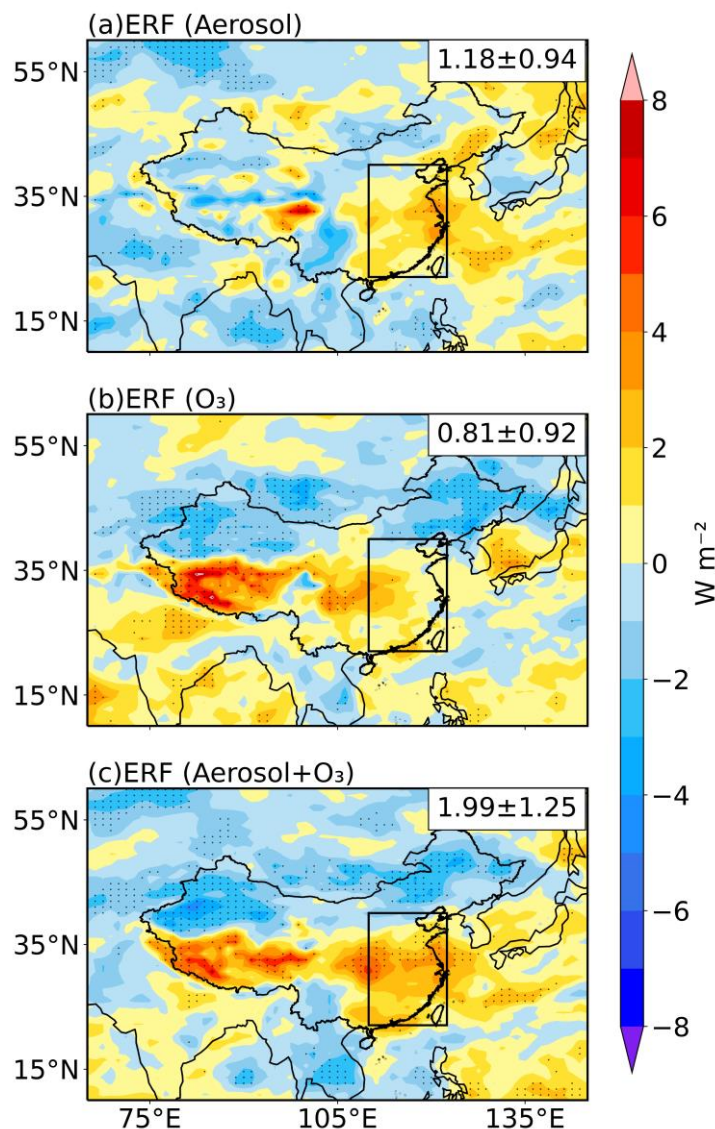 (a)ERF (Aerosol)
1.18±0.94
55°N
35°N
15°N
(b)ERF (O₃)
0.81±0.92
55°N
35°N
15°N
(c)ERF (Aerosol+O₃)
1.99±1.25
55°N
35°N
15°N
75°E 105°E 135°E
8
6
4
2
0
−2
−4
−6
−8
W m⁻²